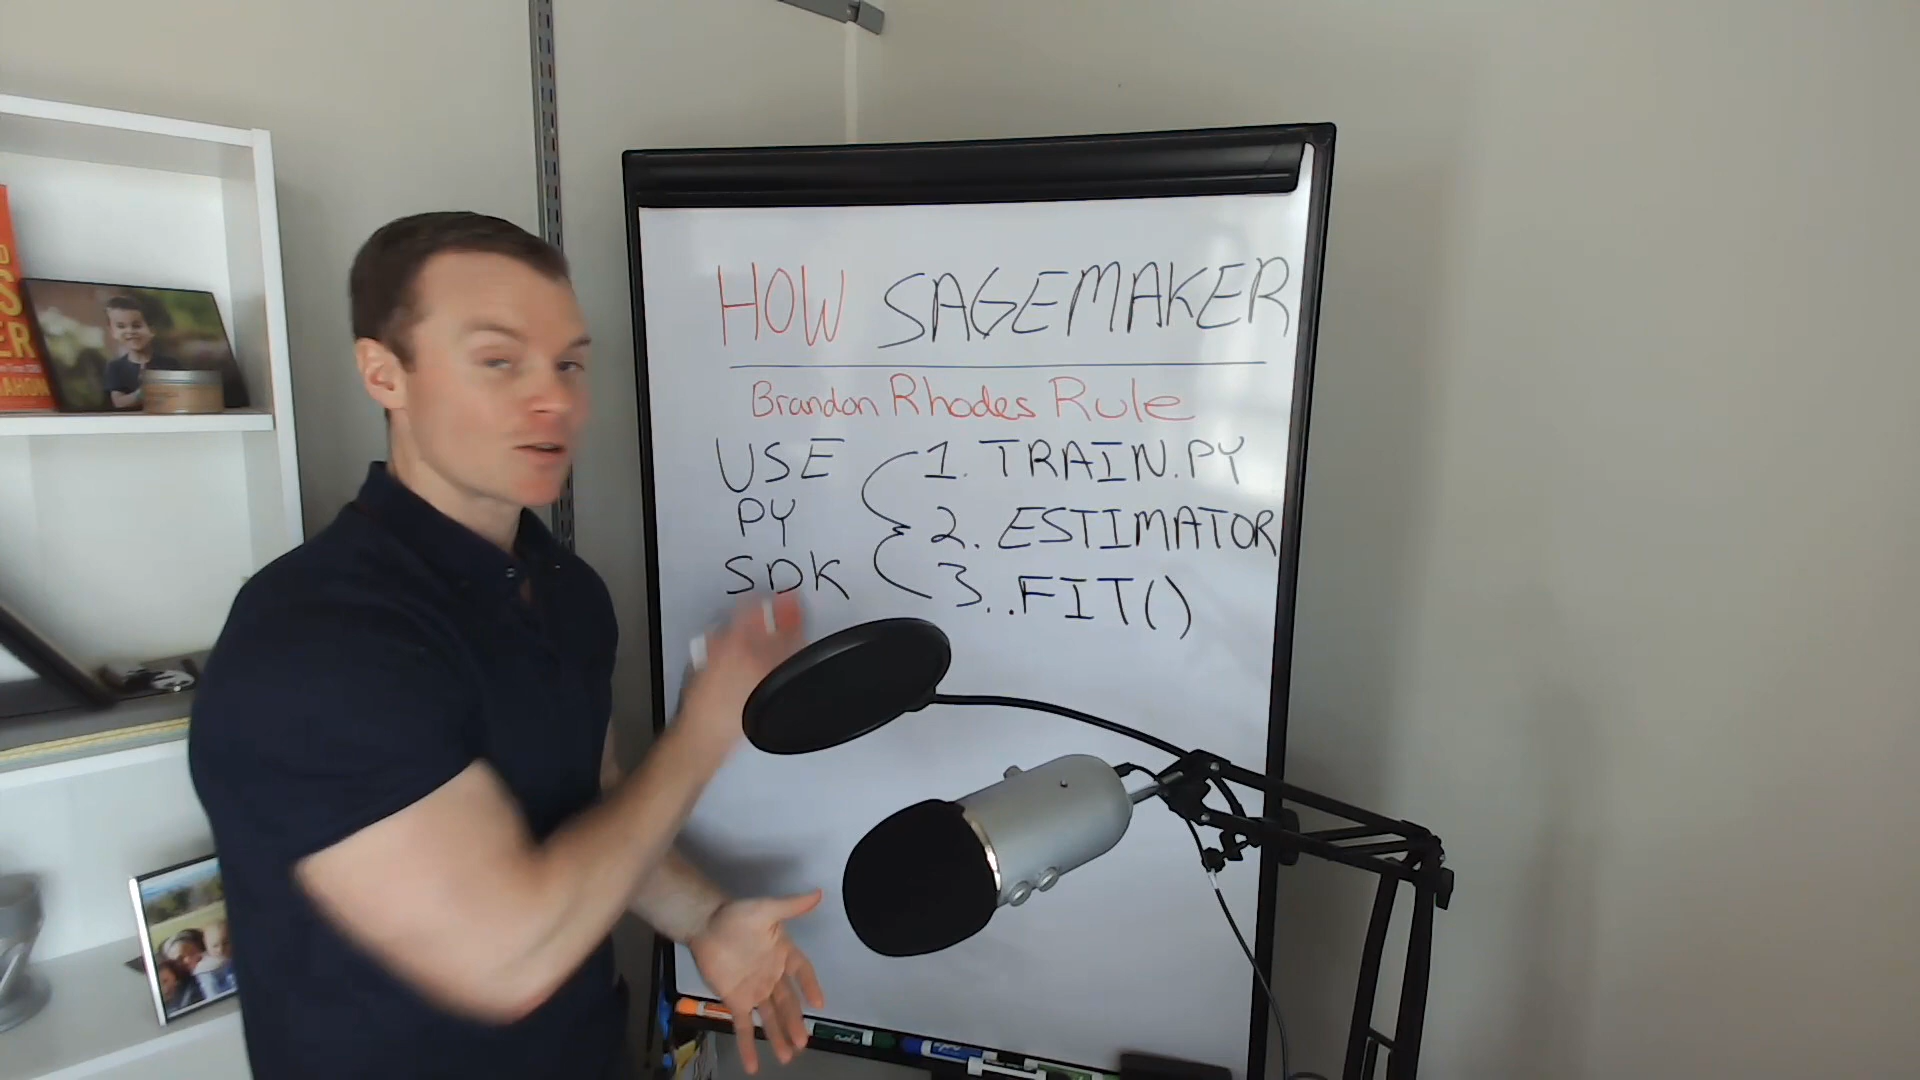 HOW SAGEMAKER
Brandon Rhodes Rule
USE
PY
SDK
1. TRAIN.PY
2. ESTIMATOR
3. .FIT()